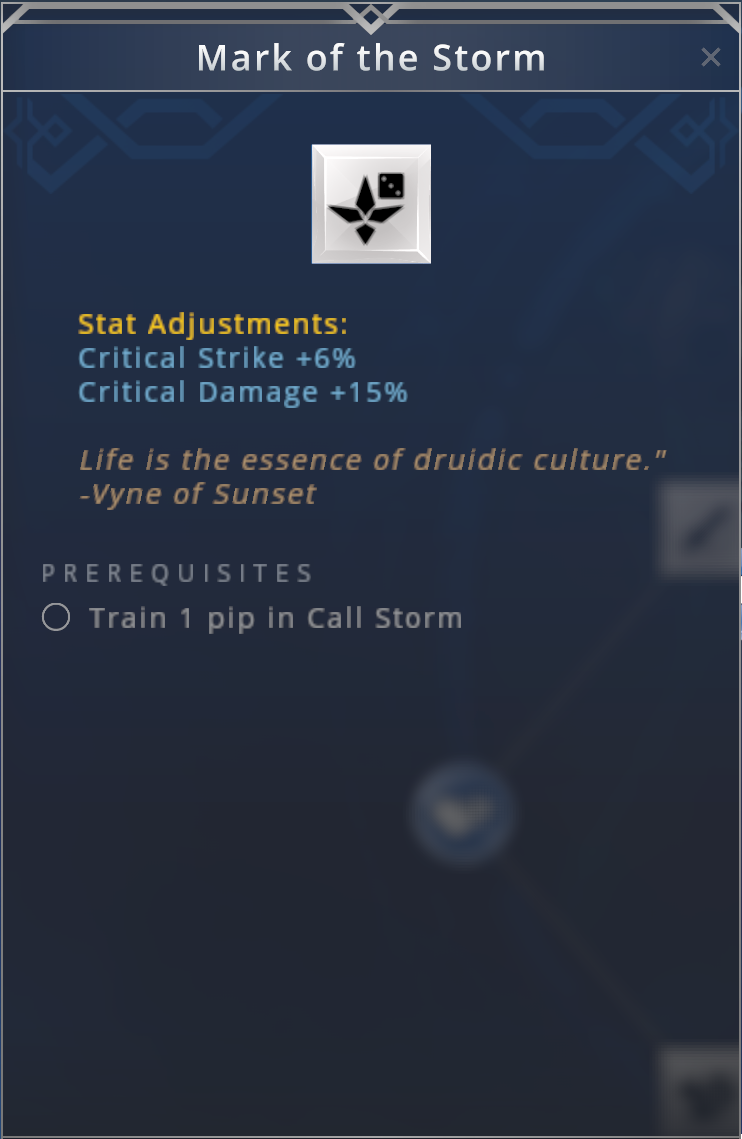 Mark of the Storm
Stat Adjustments:
Critical Strike +6%
Critical Damage +15%
Life is the essence of druidic culture."
-Vyne of Sunset
PREREQUISITES
Train 1 pip in Call Storm